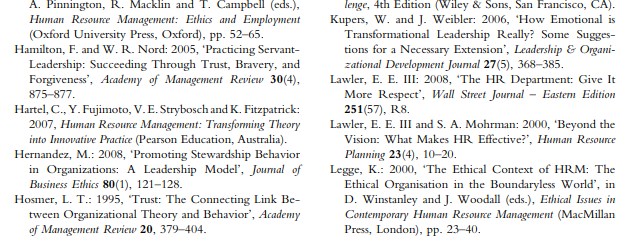 A. Pinnington, R. Macklin and T. Campbell (eds.),
Human Resource Management: Ethics and Employment
(Oxford University Press, Oxford), pp. 52–65.
Hamilton, F. and W. R. Nord: 2005, ‘Practicing Servant-
Leadership: Succeeding Through Trust, Bravery, and
Forgiveness’, Academy of Management Review 30(4),
875–877.
Hartel, C., Y. Fujimoto, V. E. Strybosch and K. Fitzpatrick:
2007, Human Resource Management: Transforming Theory
into Innovative Practice (Pearson Education, Australia).
Hernandez, M.: 2008, ‘Promoting Stewardship Behavior
in Organizations: A Leadership Model’, Journal of
Business Ethics 80(1), 121–128.
Hosmer, L. T.: 1995, ‘Trust: The Connecting Link Be-
tween Organizational Theory and Behavior’, Academy
of Management Review 20, 379–404.
lenge, 4th Edition (Wiley & Sons, San Francisco, CA).
Kupers, W. and J. Weibler: 2006, ‘How Emotional is
Transformational Leadership Really? Some Sugges-
tions for a Necessary Extension’, Leadership & Organi-
zational Development Journal 27(5), 368–385.
Lawler, E. E. III: 2008, ‘The HR Department: Give It
More Respect’, Wall Street Journal – Eastern Edition
251(57), R8.
Lawler, E. E. III and S. A. Mohrman: 2000, ‘Beyond the
Vision: What Makes HR Effective?’, Human Resource
Planning 23(4), 10–20.
Legge, K.: 2000, ‘The Ethical Context of HRM: The
Ethical Organisation in the Boundaryless World’, in
D. Winstanley and J. Woodall (eds.), Ethical Issues in
Contemporary Human Resource Management (MacMillan
Press, London), pp. 23–40.